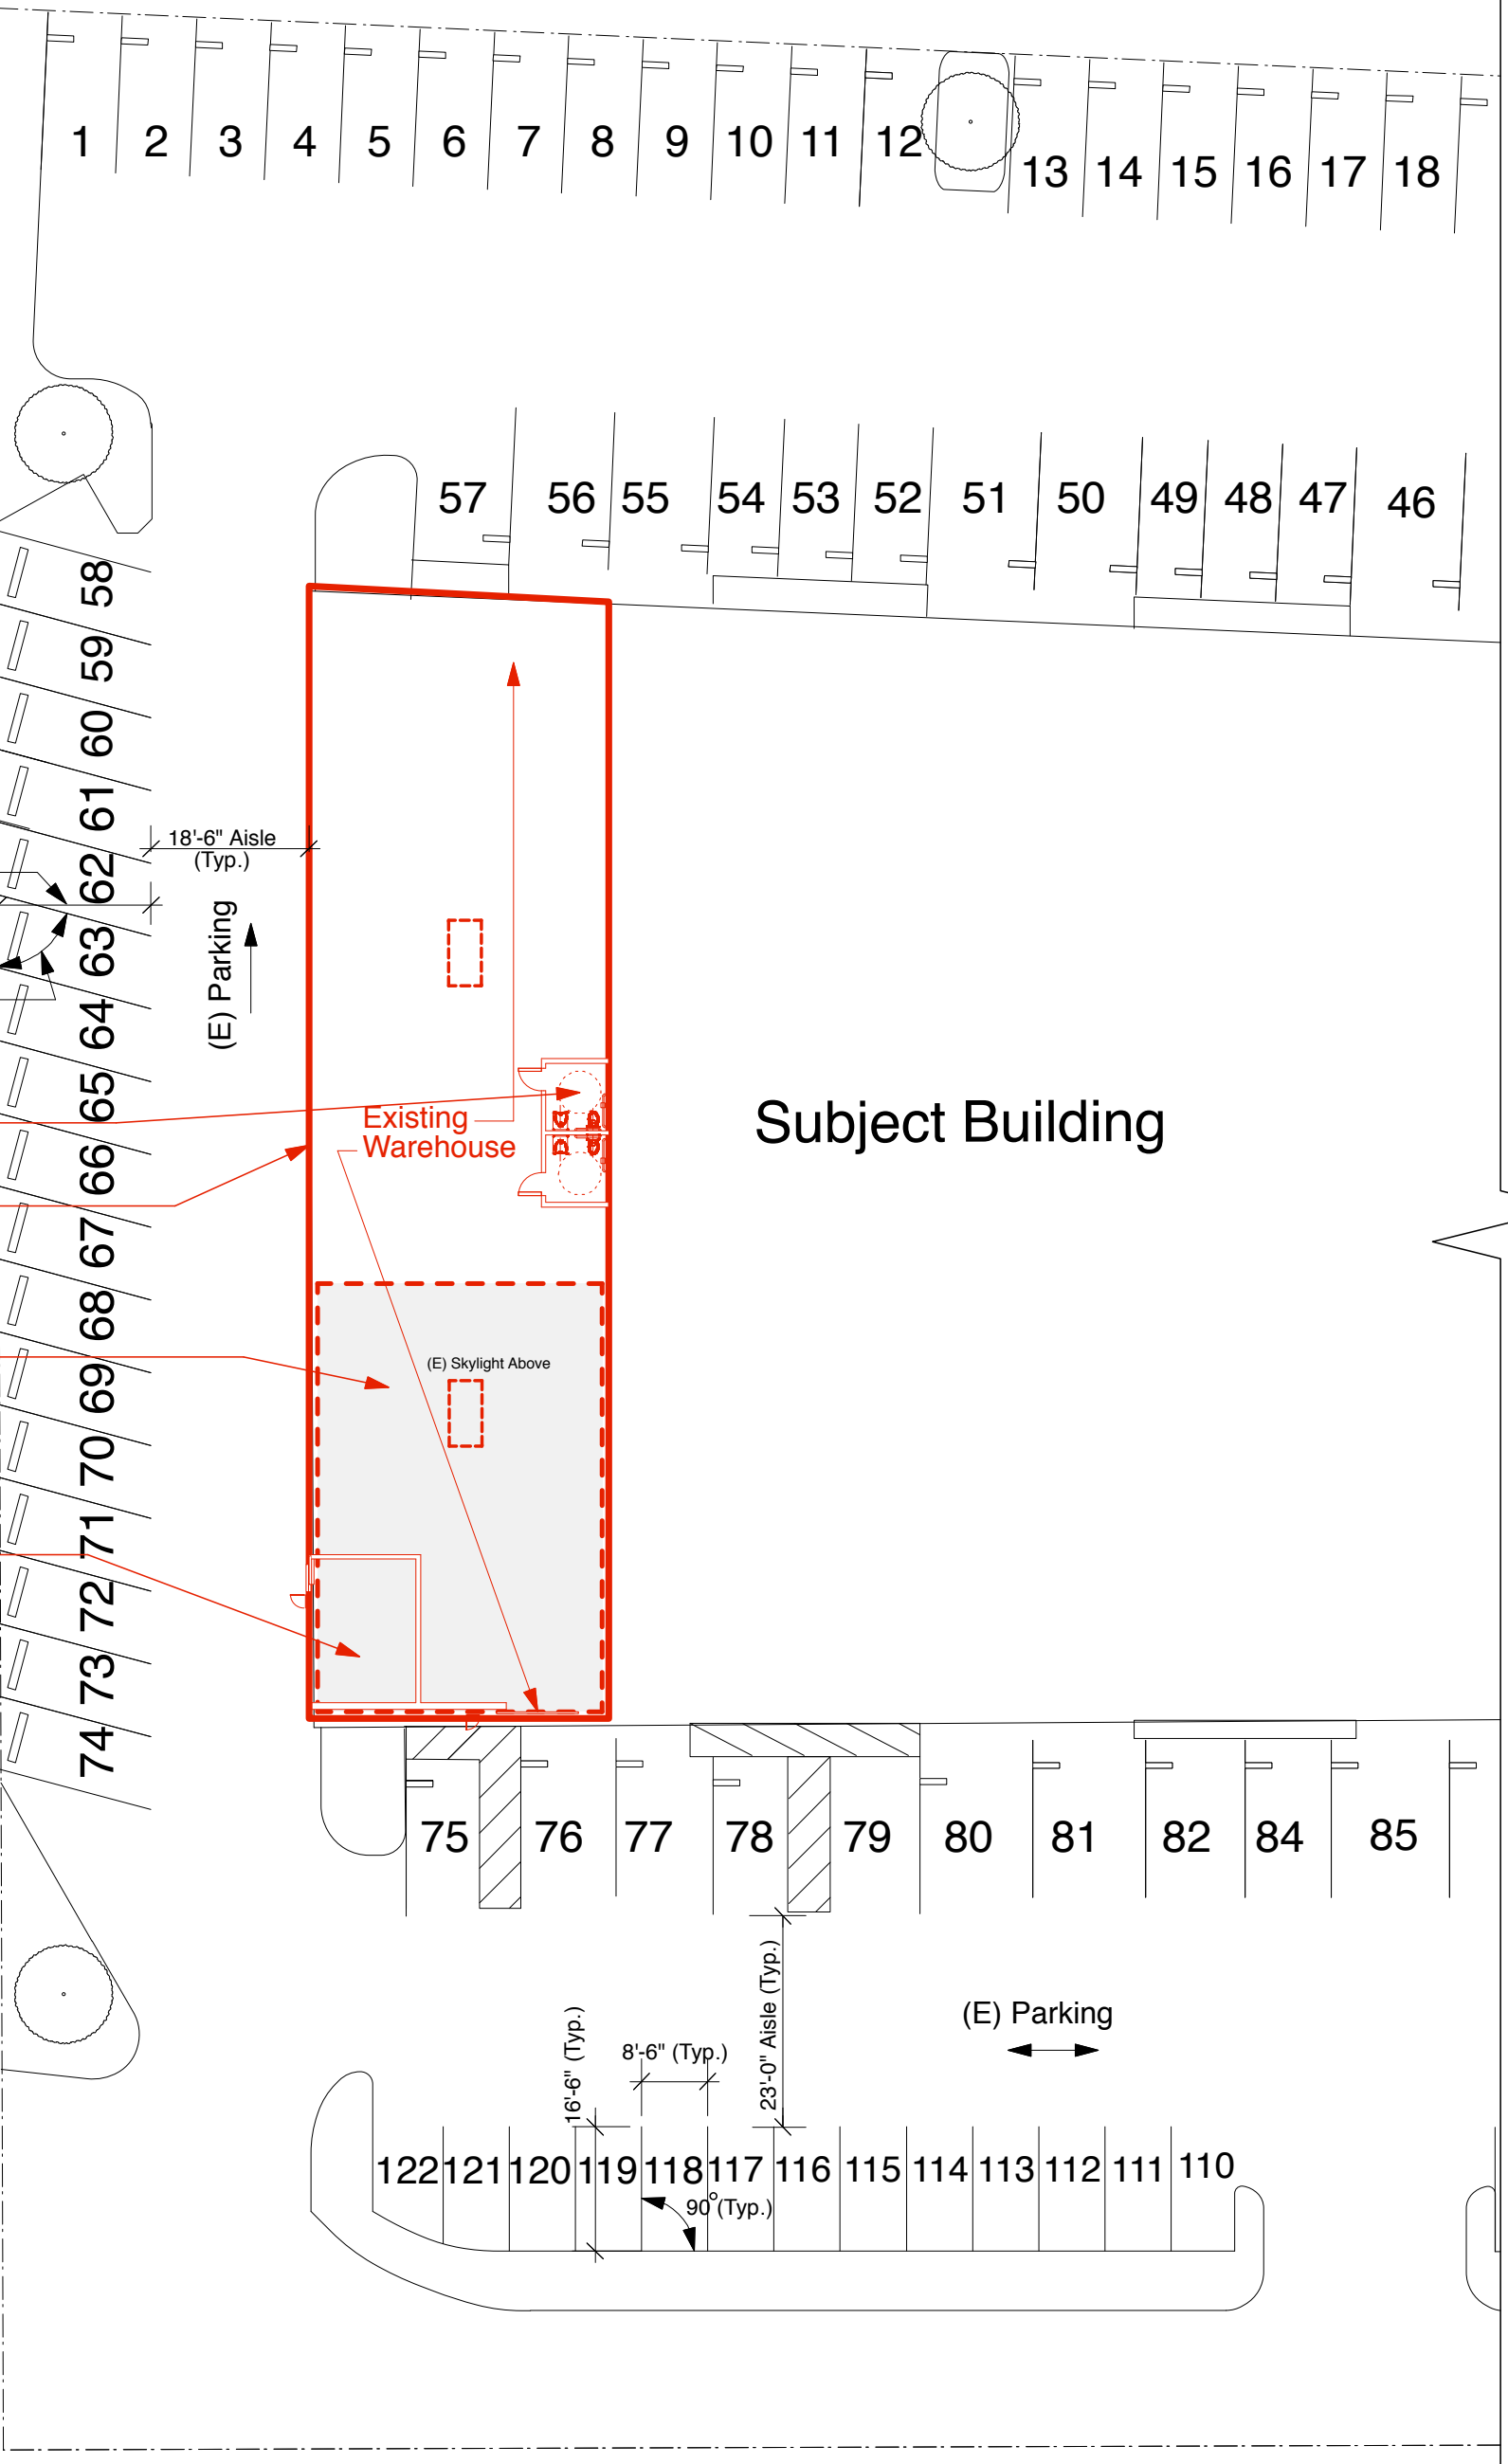 1 2 3 4 5 6 7 8 9 10 11 12 13 14 15 16 17 18
57 56 55 54 53 52 51 50 49 48 47 46
58
59
60
61
62
63
64
65
66
67
68
69
70
71
72
73
74
18'-6" Aisle
(Typ.)
(E) Parking
Existing
Warehouse
Subject Building
(E) Skylight Above
75 76 77 78 79 80 81 82 84 85
23'-0" Aisle (Typ.)
(E) Parking
16'-6" (Typ.)
8'-6" (Typ.)
122 121 120 119 118 117 116 115 114 113 112 111 110
90° (Typ.)